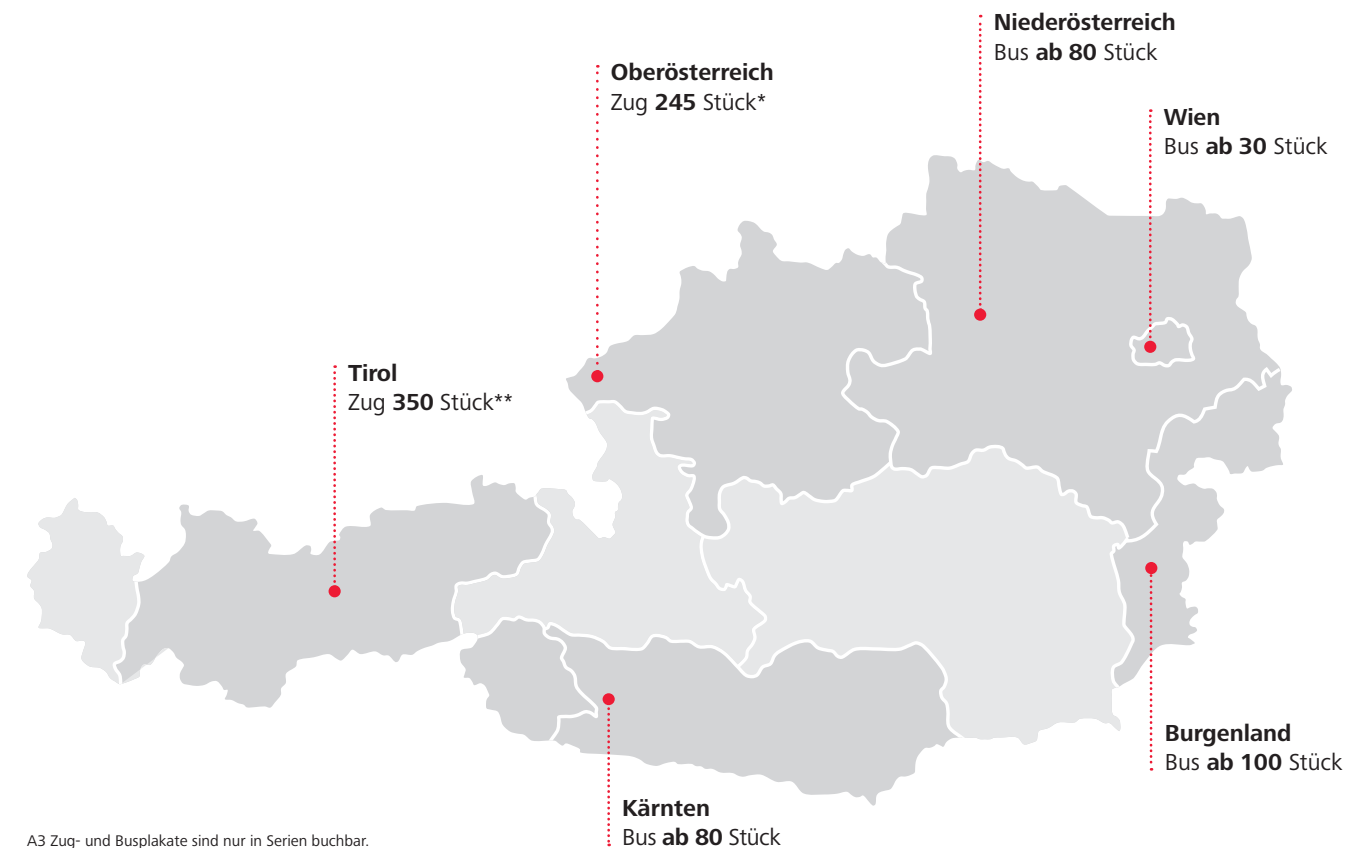 Niederösterreich
Bus ab 80 Stück
Oberösterreich
Zug 245 Stück*
Wien
Bus ab 30 Stück
Tirol
Zug 350 Stück**
Burgenland
Bus ab 100 Stück
Kärnten
Bus ab 80 Stück
A3 Zug- und Busplakate sind nur in Serien buchbar.